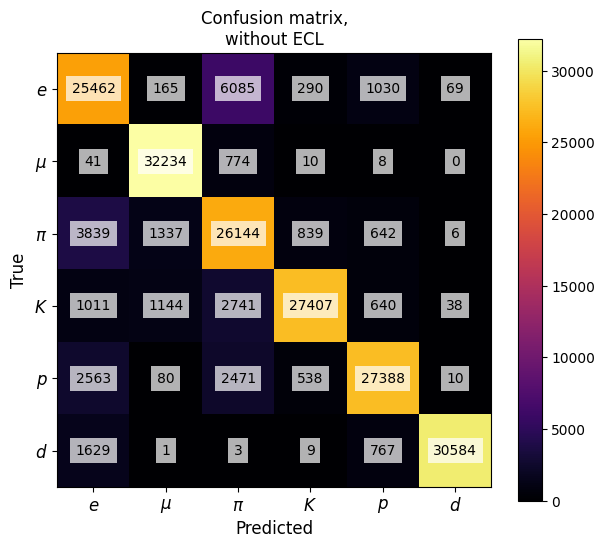 Confusion matrix,
without ECL
e 25462 165 6085 290 1030 69
μ 41 32234 774 10 8 0
π 3839 1337 26144 839 642 6
K 1011 1144 2741 27407 640 38
p 2563 80 2471 538 27388 10
d 1629 1 3 9 767 30584
e μ π K p d
Predicted
True
30000
25000
20000
15000
10000
5000
0